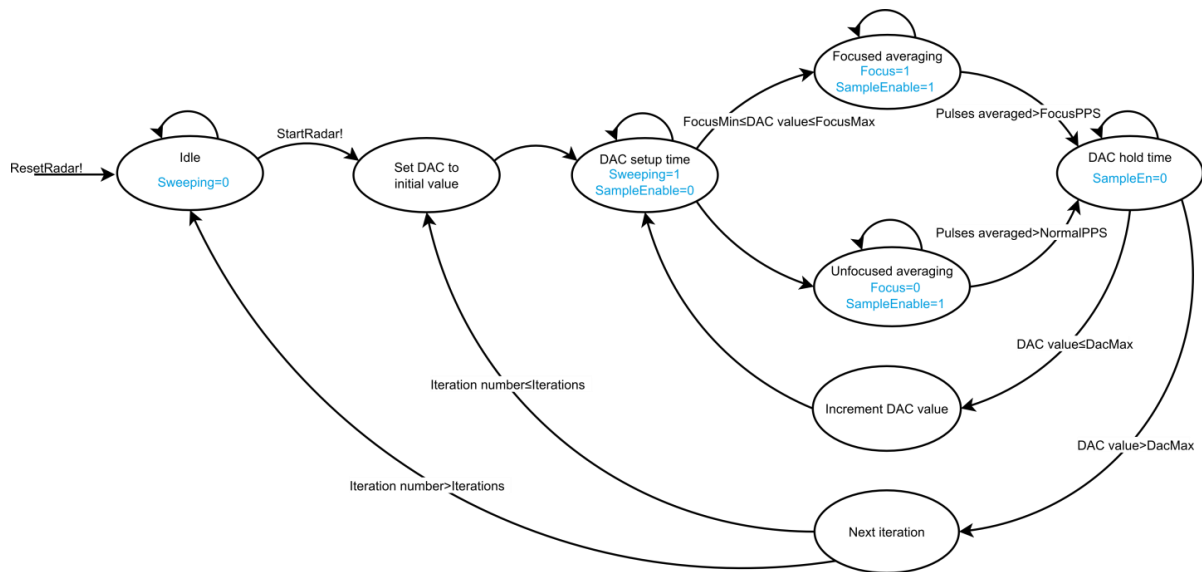 Focused averaging
Focus=1
SampleEnable=1
FocusMin≤DAC value≤FocusMax
Pulses averaged>FocusPPS
ResetRadar!
Idle
Sweeping=0
StartRadar!
Set DAC to
initial value
DAC setup time
Sweeping=1
SampleEnable=0
DAC hold time
SampleEn=0
Pulses averaged>NormalPPS
Unfocused averaging
Focus=0
SampleEnable=1
DAC value≤DacMax
Iteration number≤Iterations
Increment DAC value
DAC value>DacMax
Iteration number>Iterations
Next iteration